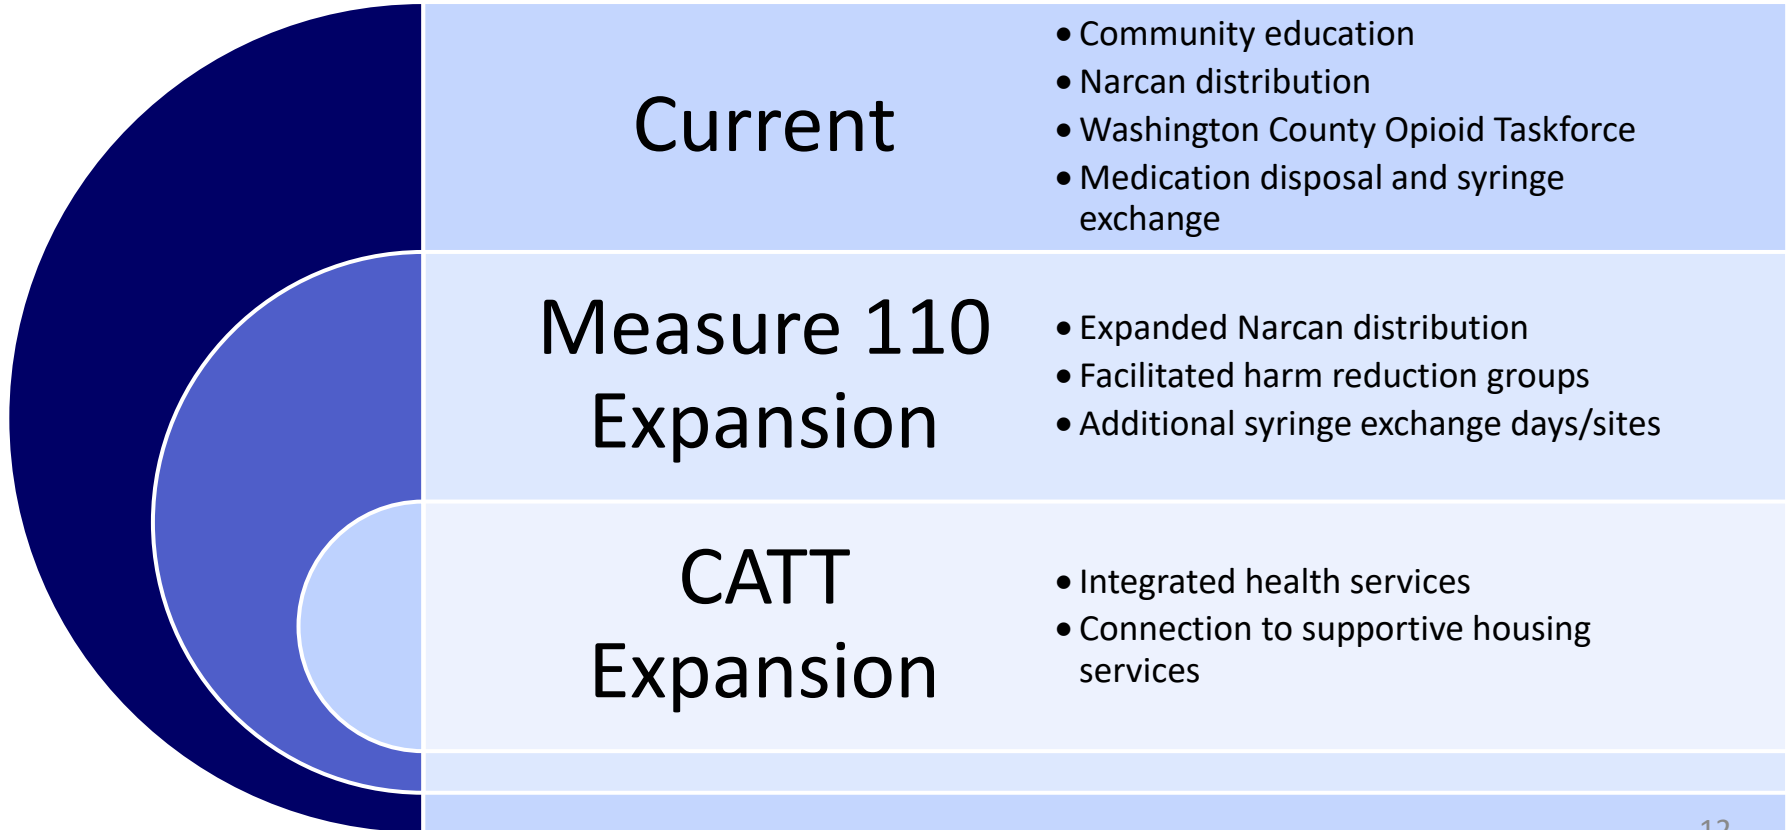 Current
• Community education
• Narcan distribution
• Washington County Opioid Taskforce
• Medication disposal and syringe
exchange
Measure 110
Expansion
• Expanded Narcan distribution
• Facilitated harm reduction groups
• Additional syringe exchange days/sites
CATT
Expansion
• Integrated health services
• Connection to supportive housing
services
12